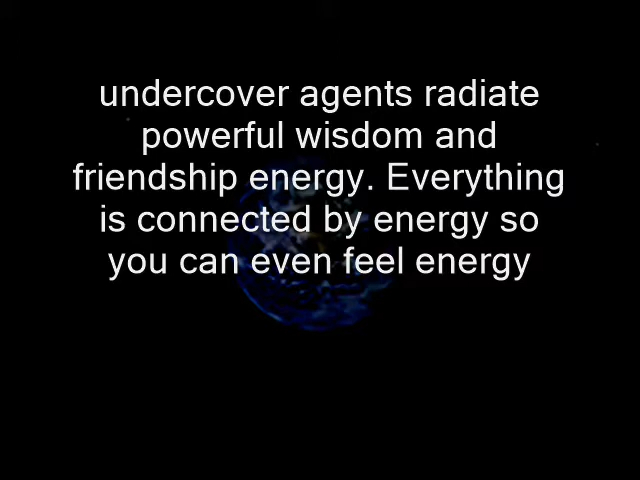 undercover agents radiate
powerful wisdom and
friendship energy. Everything
is connected by energy so
you can even feel energy